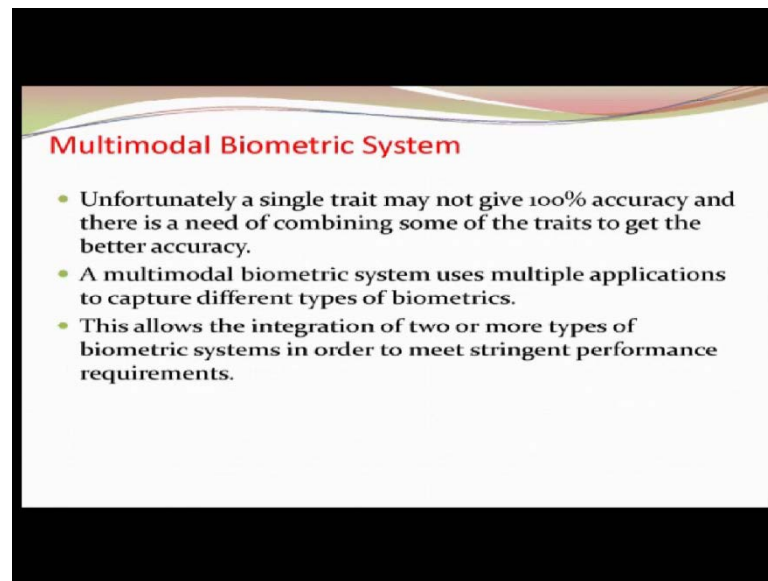 Multimodal Biometric System
• Unfortunately a single trait may not give 100% accuracy and
there is a need of combining some of the traits to get the
better accuracy.
• A multimodal biometric system uses multiple applications
to capture different types of biometrics.
• This allows the integration of two or more types of
biometric systems in order to meet stringent performance
requirements.